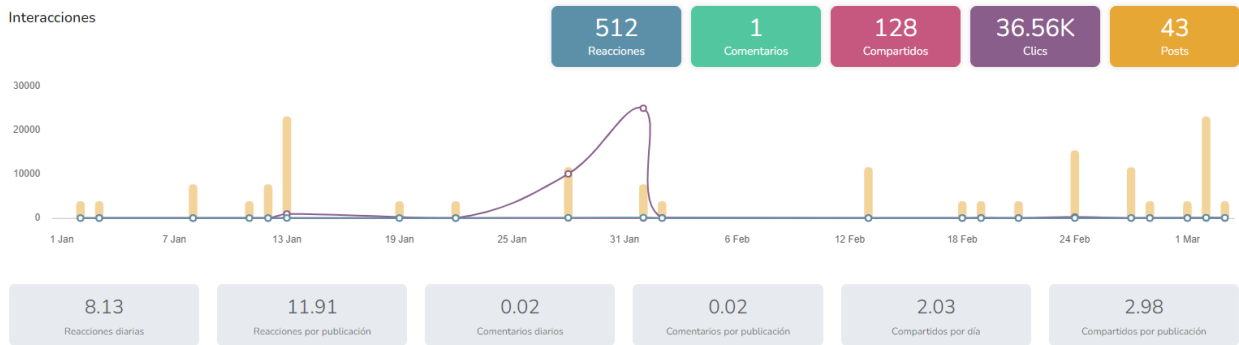 Interacciones
512
Reacciones
1
Comentarios
128
Compartidos
36.56K
Clics
43
Posts
30000
20000
10000
0
1 Jan 7 Jan 13 Jan 19 Jan 25 Jan 31 Jan 6 Feb 12 Feb 18 Feb 24 Feb 1 Mar
8.13
Reacciones diarias
11.91
Reacciones por publicación
0.02
Comentarios diarios
0.02
Comentarios por publicación
2.03
Compartidos por día
2.98
Compartidos por publicación